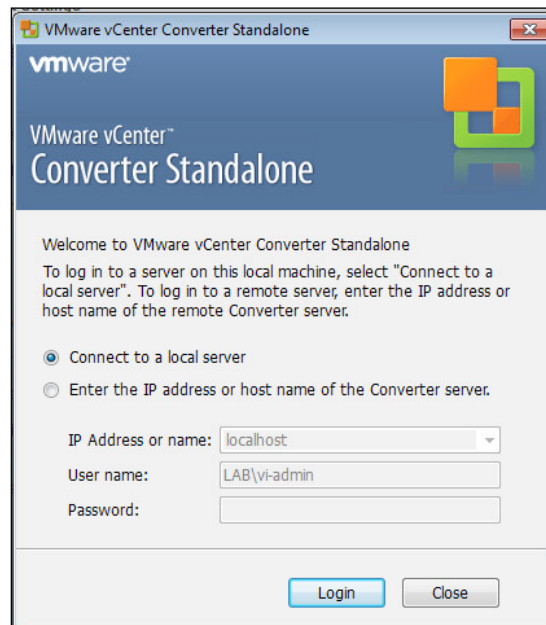 VMware vCenter Converter Standalone
vmware
VMware vCenter™
Converter Standalone
Welcome to VMware vCenter Converter Standalone
To log in to a server on this local machine, select "Connect to a
local server". To log in to a remote server, enter the IP address or
host name of the remote Converter server.
Connect to a local server
Enter the IP address or host name of the Converter server.
IP Address or name: localhost
User name: LAB\vi-admin
Password:
Login Close